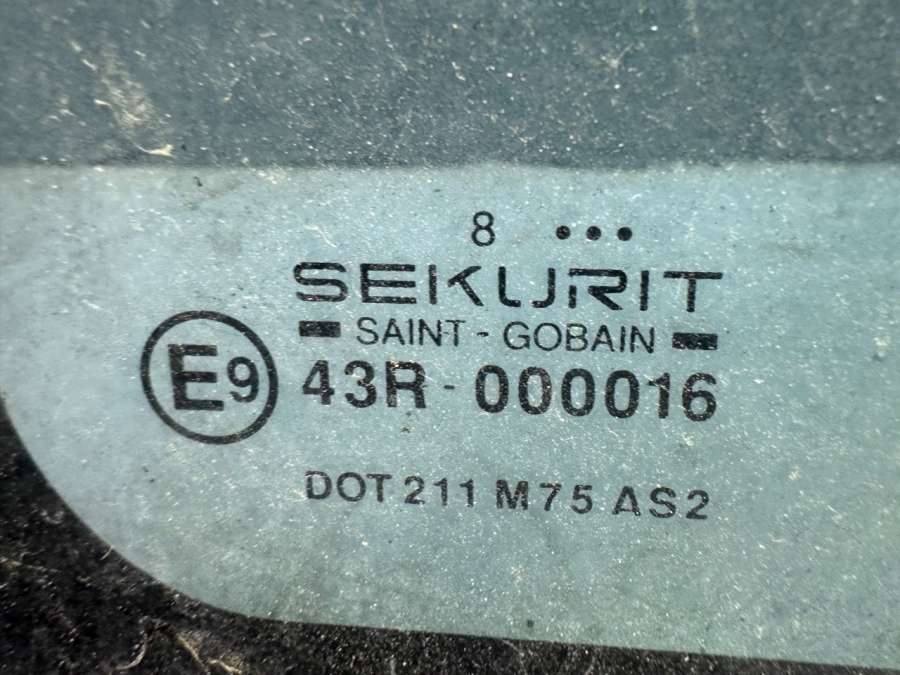 8 •••
SEKURIT
SAINT - GOBAIN
E9 43R - 000016
DOT 211 M75 AS2